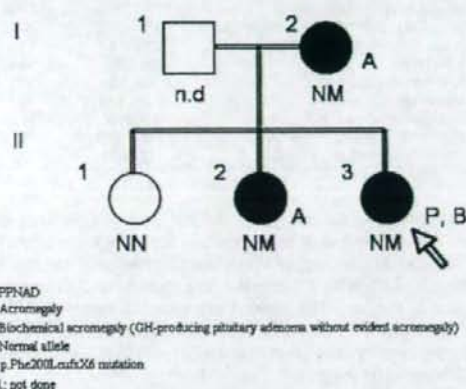 I
1
2
A
n.d
NM
II
1
2
3
A
P, B
NN
NM
NM
PPNAD
Acromegaly
Biochemical acromegaly (GH-producing pituitary adenoma without evident acromegaly)
Normal allele
p.Phe200LeufsX6 mutation
: not done